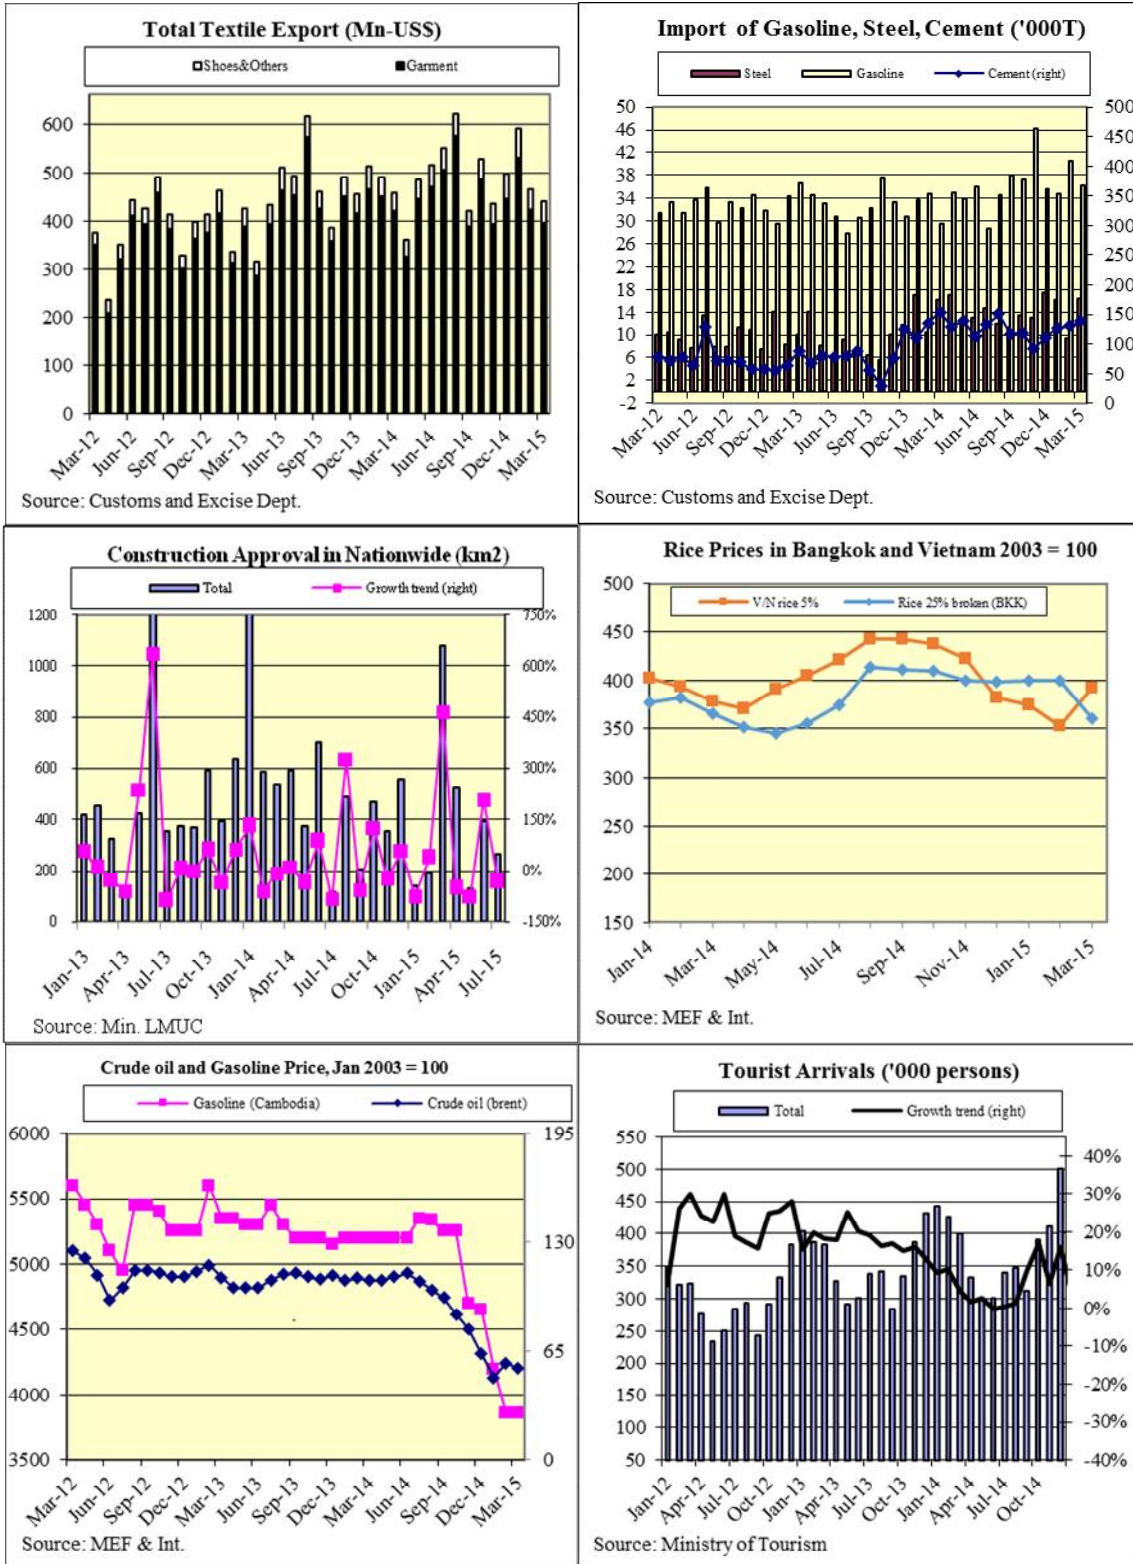 Total Textile Export (Mn-US$)
Shoes&Others Garment
600
500
400
300
200
100
0
Mar-12 Jun-12 Sep-12 Dec-12 Mar-13 Jun-13 Sep-13 Dec-13 Mar-14 Jun-14 Sep-14 Dec-14 Mar-15
Source: Customs and Excise Dept.
Import of Gasoline, Steel, Cement ('000T)
Steel Gasoline Cement (right)
50 500
46 450
42 400
38 350
34 300
30 250
26 200
22 150
18 100
14 50
10 0
6
2
-2
Mar-12 Jun-12 Sep-12 Dec-12 Mar-13 Jun-13 Sep-13 Dec-13 Mar-14 Jun-14 Sep-14 Dec-14 Mar-15
Source: Customs and Excise Dept.
Construction Approval in Nationwide (km2)
Total Growth trend (right)
1200 750%
1000 600%
800 450%
600 300%
400 150%
200 0%
0 -150%
Jan-13 Apr-13 Jul-13 Oct-13 Jan-14 Apr-14 Jul-14 Oct-14 Jan-15 Apr-15 Jul-15
Source: Min. LMUC
Rice Prices in Bangkok and Vietnam 2003 = 100
V/N rice 5% Rice 25% broken (BKK)
500
450
400
350
300
250
200
150
Jan-14 Mar-14 May-14 Jul-14 Sep-14 Nov-14 Jan-15 Mar-15
Source: MEF & Int.
Crude oil and Gasoline Price, Jan 2003 = 100
Gasoline (Cambodia) Crude oil (brent)
6000 195
5500
5000 130
4500
4000 65
3500 0
Mar-12 Jun-12 Sep-12 Dec-12 Mar-13 Jun-13 Sep-13 Dec-13 Mar-14 Jun-14 Sep-14 Dec-14 Mar-15
Source: MEF & Int.
Tourist Arrivals ('000 persons)
Total Growth trend (right)
550 40%
500 30%
450 20%
400 10%
350 0%
300 -10%
250 -20%
200 -30%
150 -40%
100
50
Jan-12 Apr-12 Jul-12 Oct-12 Jan-13 Apr-13 Jul-13 Oct-13 Jan-14 Apr-14 Jul-14 Oct-14
Source: Ministry of Tourism